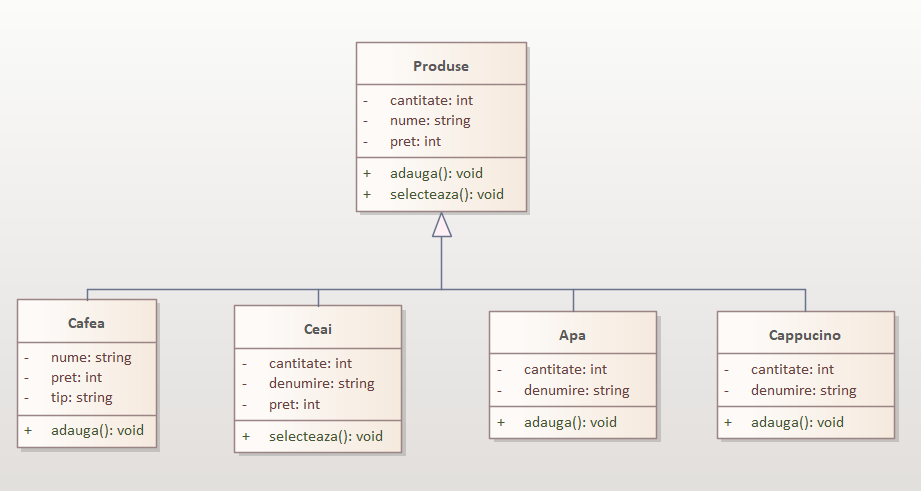 Produse
- cantitate: int
- nume: string
- pret: int
+ adauga(): void
+ selecteaza(): void
Cafea
- nume: string
- pret: int
- tip: string
+ adauga(): void
Ceai
- cantitate: int
- denumire: string
- pret: int
+ selecteaza(): void
Apa
- cantitate: int
- denumire: string
+ adauga(): void
Cappucino
- cantitate: int
- denumire: string
+ adauga(): void